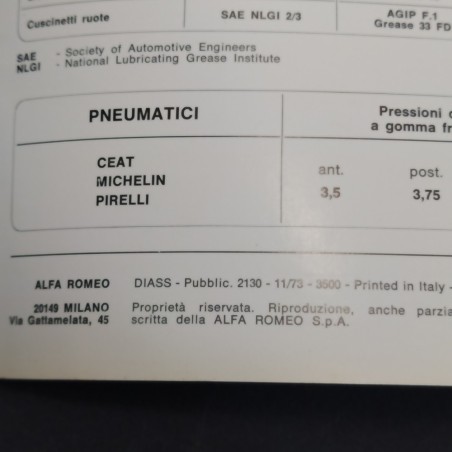 Cuscinetti ruote SAE NLGI 2/3 AGIP F.1
Grease 33 FD
SAE - Society of Automotive Engineers
NLGI - National Lubricating Grease Institute
PNEUMATICI
Pressioni
a gomma
CEAT
MICHELIN
PIRELLI
ant. post.
3,5 3,75
ALFA ROMEO DIASS - Pubblic. 2130 - 11/73 - 3500 - Printed in Italy -
20149 MILANO Proprietà riservata. Riproduzione, anche parzia
Via Gattamelata, 45 scritta della ALFA ROMEO S.p.A.